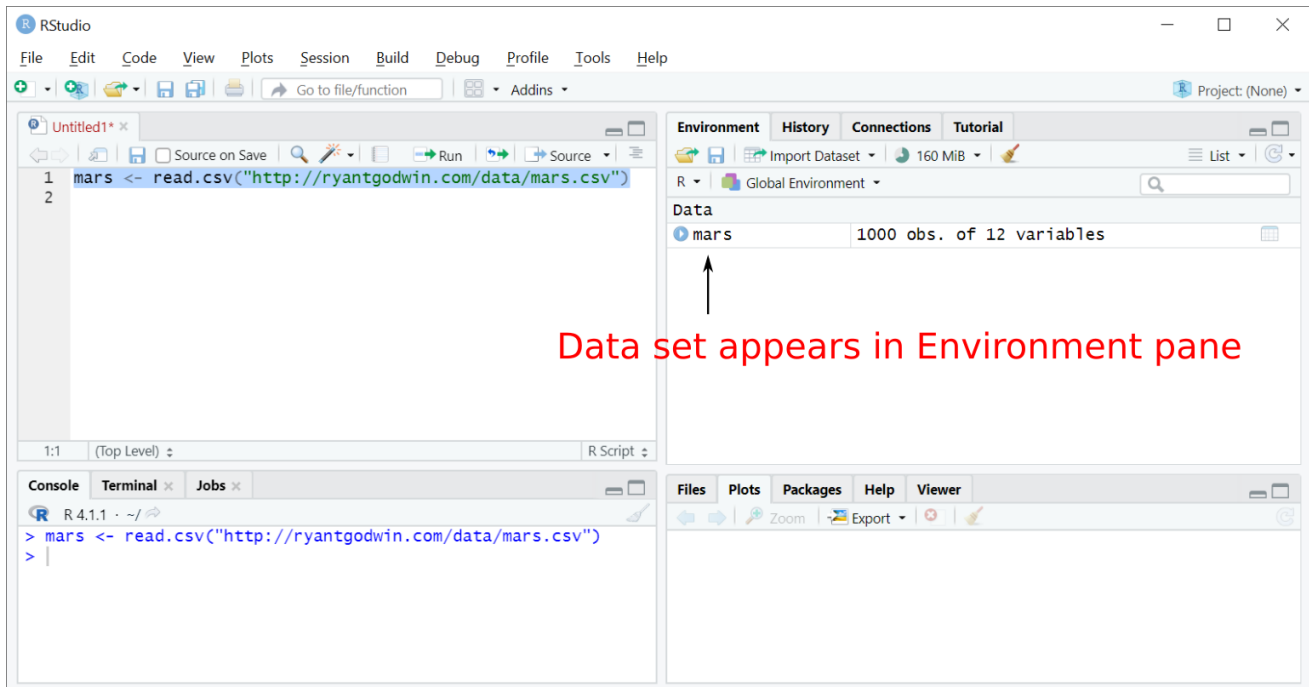 RStudio
File Edit Code View Plots Session Build Debug Profile Tools Help
Go to file/function Addins Project: (None)
Untitled1*
Source on Save Run Source
1 mars <- read.csv("http://ryantgodwin.com/data/mars.csv")
2
1:1 (Top Level) R Script
Console Terminal Jobs
R 4.1.1 · ~/
> mars <- read.csv("http://ryantgodwin.com/data/mars.csv")
>
Environment History Connections Tutorial
Import Dataset 160 MiB List
R Global Environment
Data
mars 1000 obs. of 12 variables
Data set appears in Environment pane
Files Plots Packages Help Viewer
Zoom Export